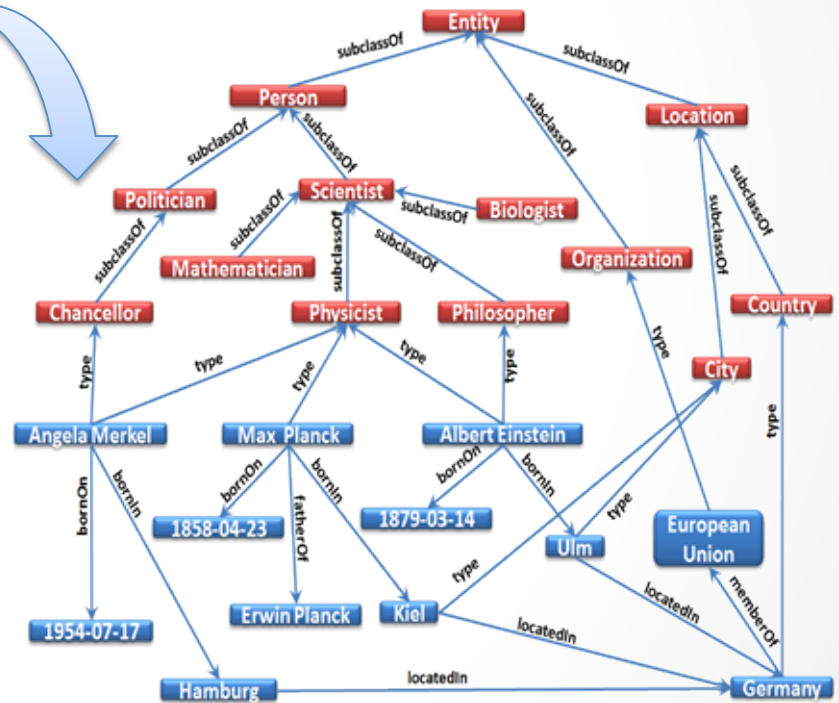 Entity
subclassOf
subclassOf
Person
subclassOf
Location
subclassOf
subclassOf
Politician
Scientist
subclassOf
Biologist
subclassOf
subclassOf
subclassOf
subclassOf
Mathematician
subclassOf
subclassOf
Organization
Chancellor
Physicist
Philosopher
Country
type
type
type
type
type
type
City
type
Angela Merkel
Max Planck
Albert Einstein
bornOn
bornIn
bornOn
fatherOf
bornIn
bornOn
bornIn
1858-04-23
1879-03-14
type
type
European
Union
Ulm
1954-07-17
Erwin Planck
Kiel
locatedIn
memberOf
locatedIn
Hamburg
locatedIn
Germany